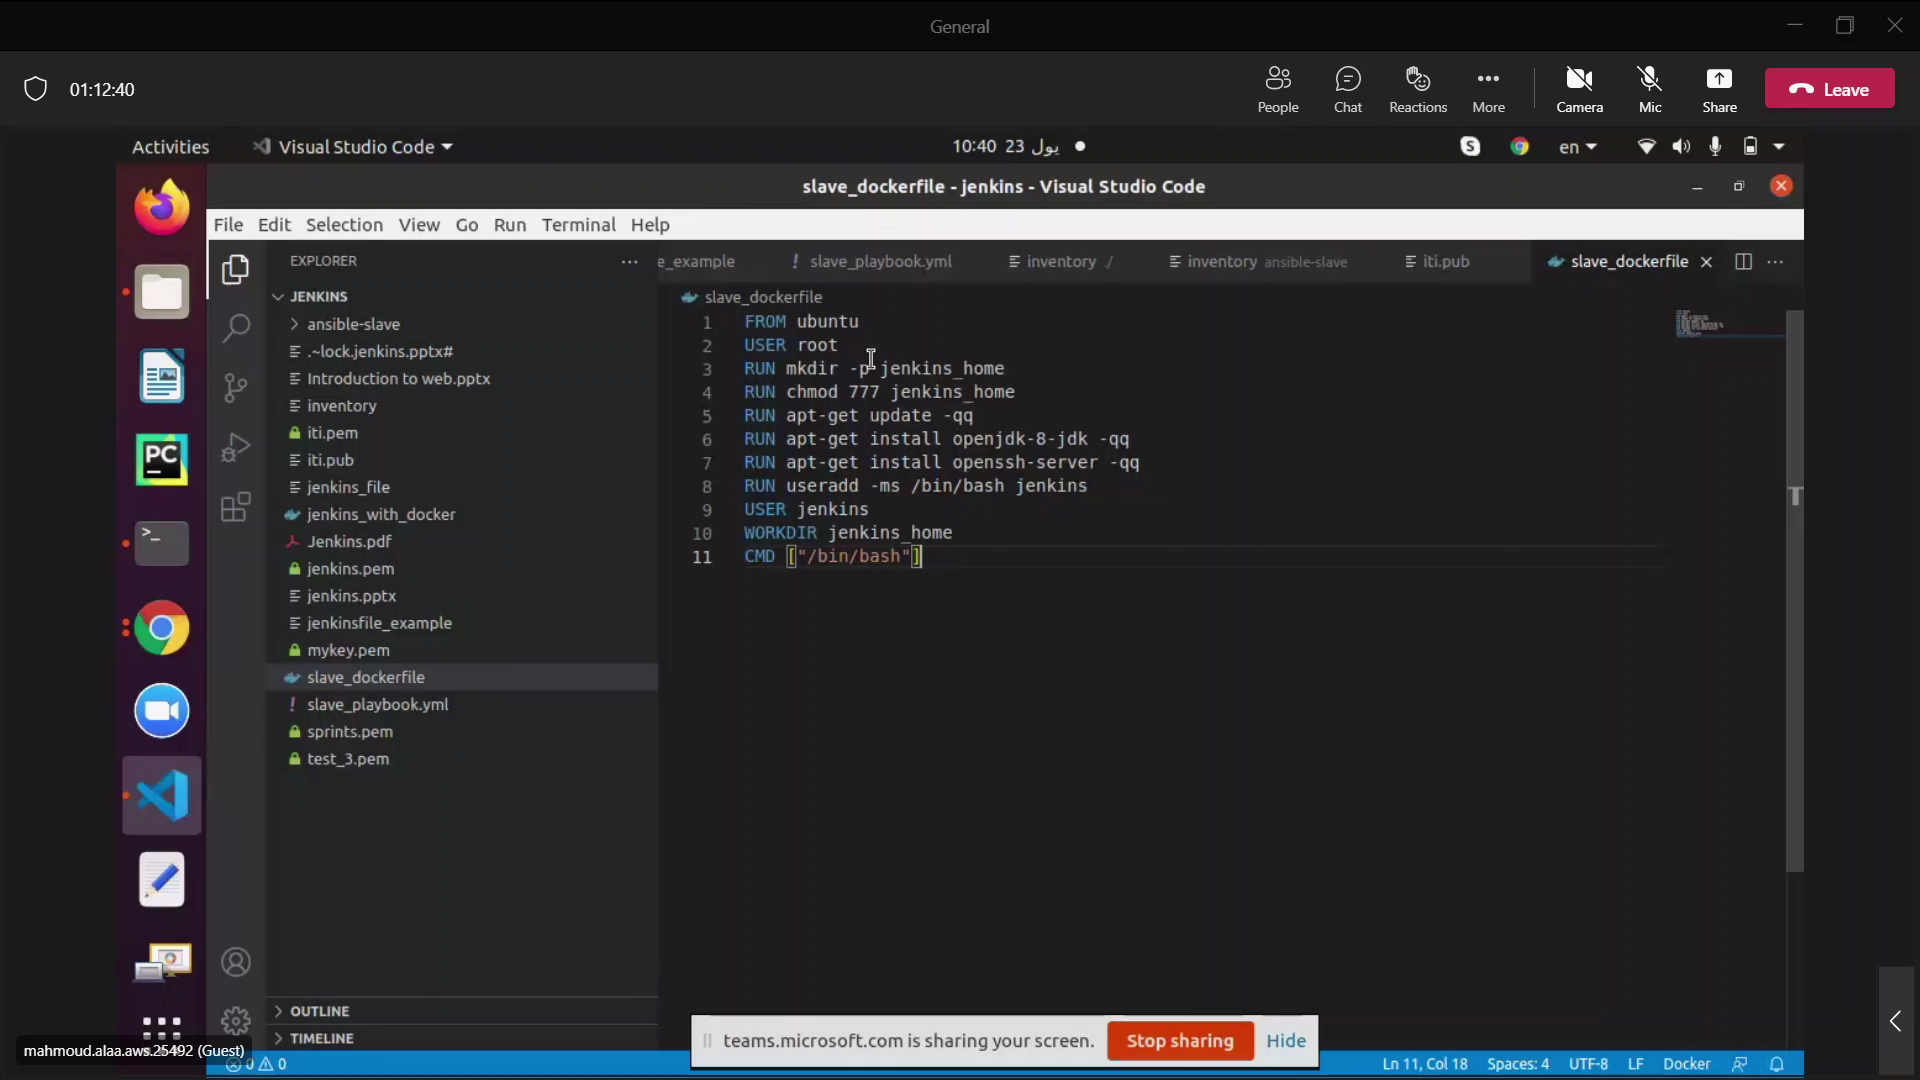 General
01:12:40
People
Chat
Reactions
More
Camera
Mic
Share
Leave
Activities
Visual Studio Code
10:40 23 يول
en
slave_dockerfile - jenkins - Visual Studio Code
File Edit Selection View Go Run Terminal Help
EXPLORER
e_example
! slave_playbook.yml
inventory ./
inventory ansible-slave
iti.pub
slave_dockerfile
JENKINS
ansible-slave
.~lock.jenkins.pptx#
Introduction to web.pptx
inventory
iti.pem
iti.pub
jenkins_file
jenkins_with_docker
Jenkins.pdf
jenkins.pem
jenkins.pptx
jenkinsfile_example
mykey.pem
slave_dockerfile
! slave_playbook.yml
sprints.pem
test_3.pem
OUTLINE
TIMELINE
slave_dockerfile
1 FROM ubuntu
2 USER root
3 RUN mkdir -p jenkins_home
4 RUN chmod 777 jenkins_home
5 RUN apt-get update -qq
6 RUN apt-get install openjdk-8-jdk -qq
7 RUN apt-get install openssh-server -qq
8 RUN useradd -ms /bin/bash jenkins
9 USER jenkins
10 WORKDIR jenkins_home
11 CMD ["/bin/bash"]
PC
teams.microsoft.com is sharing your screen.
Stop sharing
Hide
mahmoud.alaa.aws.25492 (Guest)
0 0
Ln 11, Col 18
Spaces: 4
UTF-8
LF
Docker